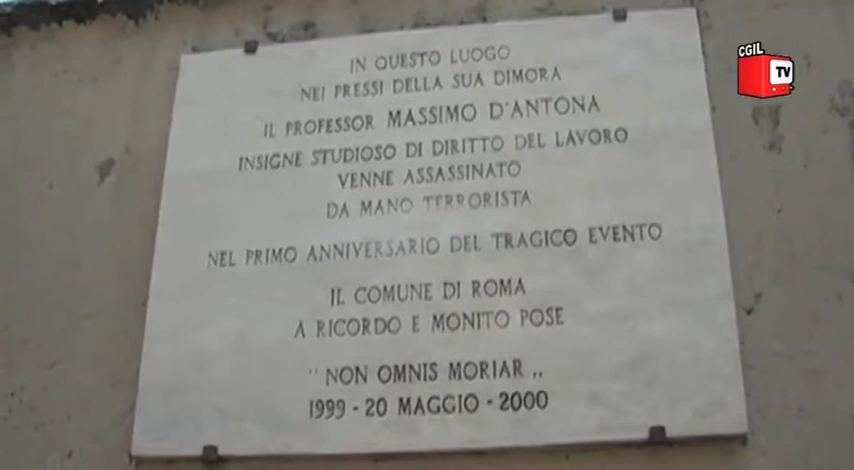 IN QUESTO LUOGO
NEI PRESSI DELLA SUA DIMORA
IL PROFESSOR MASSIMO D'ANTONA
INSIGNE STUDIOSO DI DIRITTO DEL LAVORO
VENNE ASSASSINATO
DA MANO TERRORISTA
NEL PRIMO ANNIVERSARIO DEL TRAGICO EVENTO
IL COMUNE DI ROMA
A RICORDO E MONITO POSE
" NON OMNIS MORIAR „
1999 - 20 MAGGIO - 2000
CGIL
TV